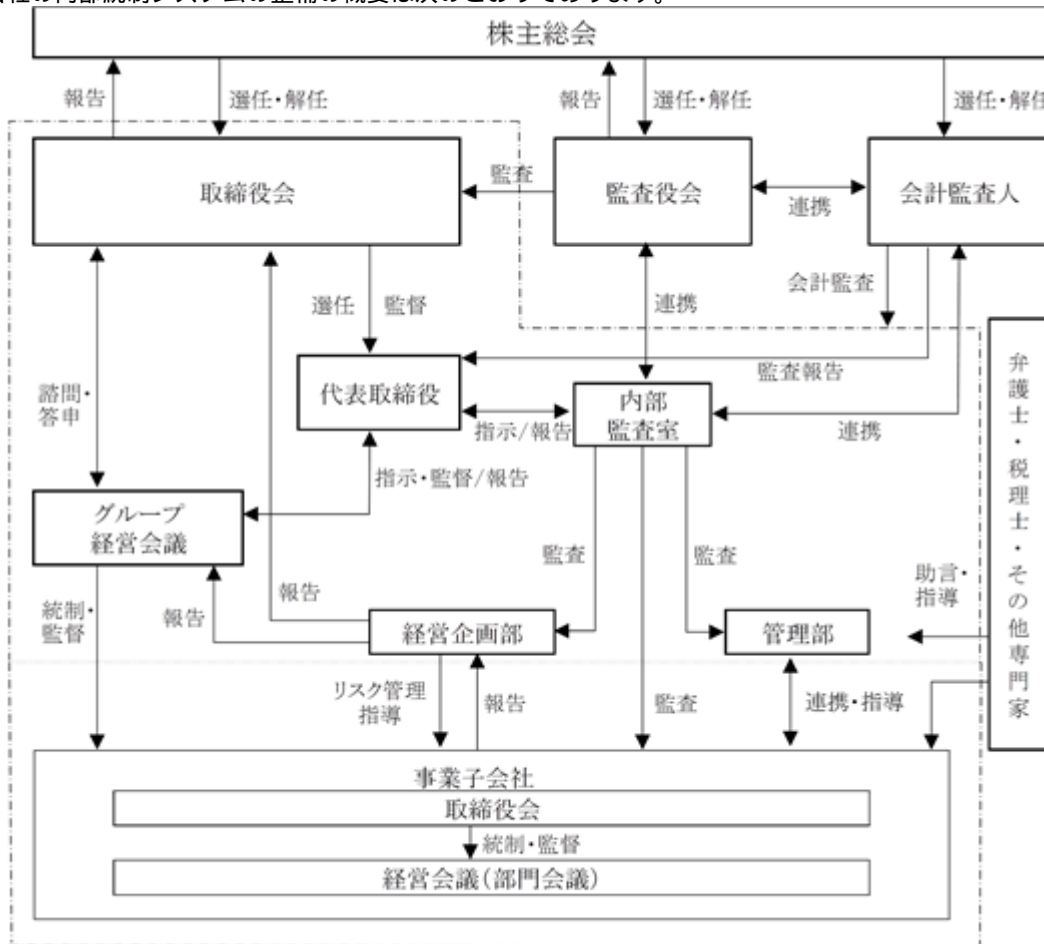 会社の内部統制システムの整備の概要は次のとおりであります。
株主総会
報告
選任・解任
報告
選任・解任
選任・解任
取締役会
監査
監査役会
連携
会計監査人
選任
監督
連携
会計監査
代表取締役
監査報告
諮問・
答申
指示/報告
内部
監査室
連携
指示・監督/報告
グループ
経営会議
弁護士・税理士・その他専門家
監査
監査
助言・
指導
統制・
監督
報告
報告
経営企画部
管理部
リスク管理
指導
報告
監査
連携・指導
事業子会社
取締役会
統制・監督
経営会議(部門会議)